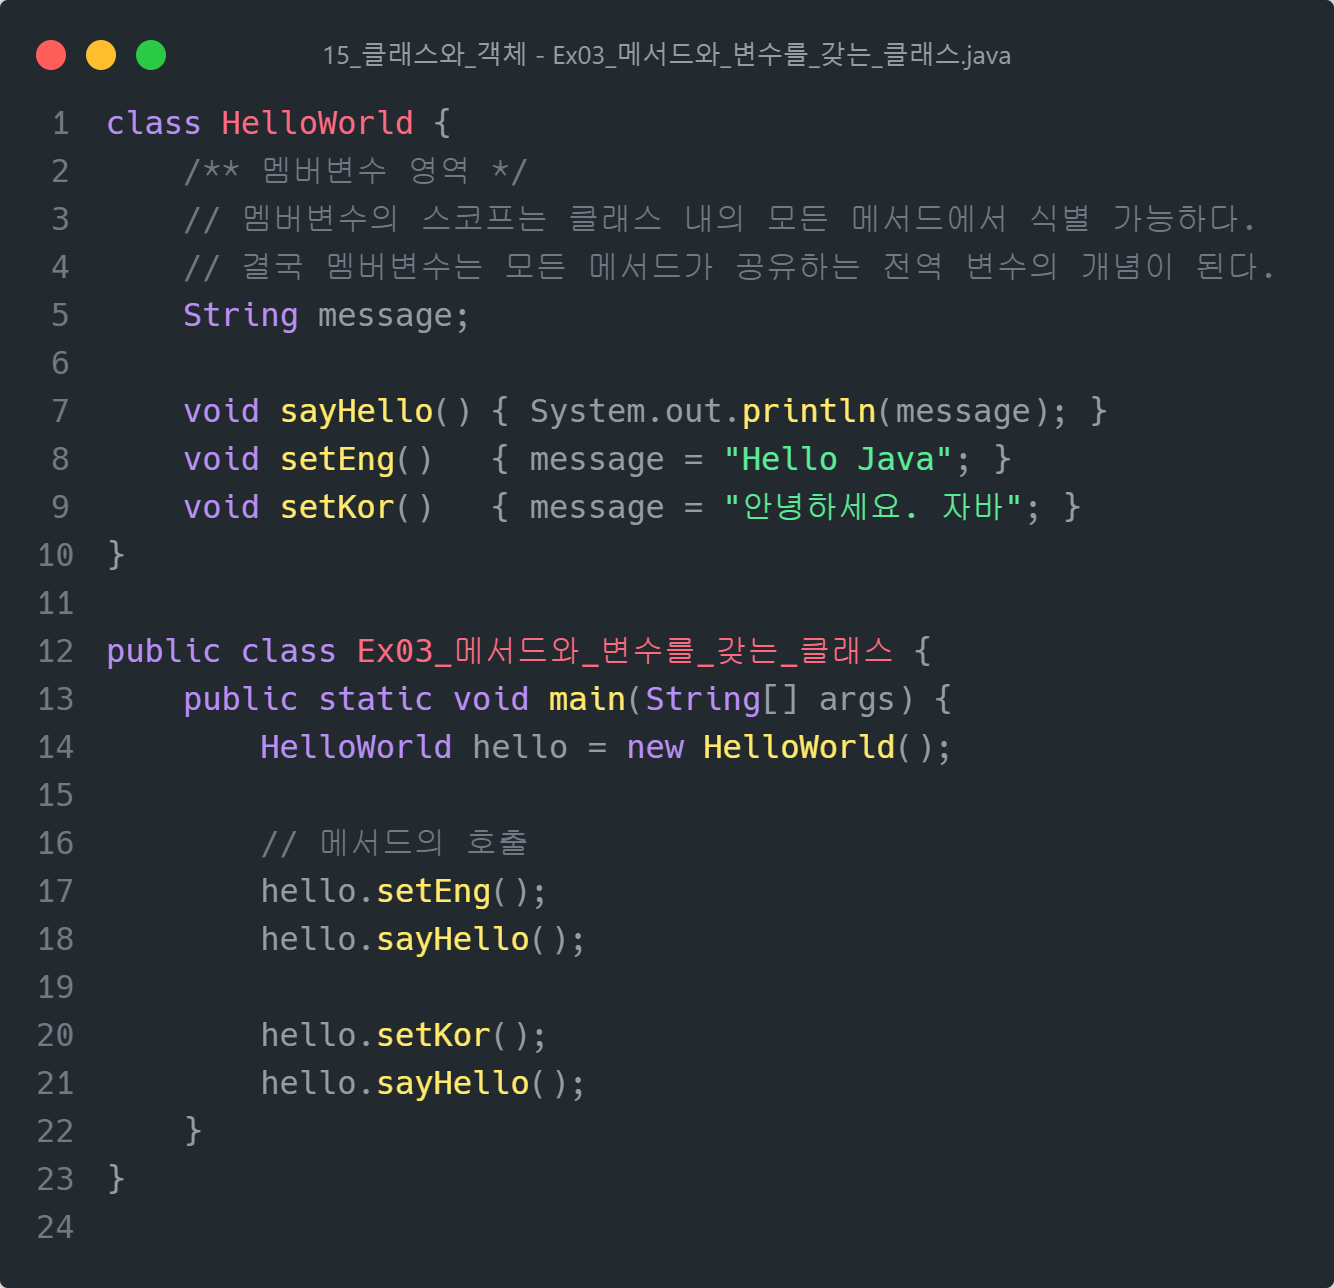 15_클래스와_객체 - Ex03_메서드와_변수를_갖는_클래스.java
1 class HelloWorld {
2     /** 멤버변수 영역 */
3     // 멤버변수의 스코프는 클래스 내의 모든 메서드에서 식별 가능하다.
4     // 결국 멤버변수는 모든 메서드가 공유하는 전역 변수의 개념이 된다.
5     String message;
6
7     void sayHello() { System.out.println(message); }
8     void setEng()   { message = "Hello Java"; }
9     void setKor()   { message = "안녕하세요. 자바"; }
10 }
11
12 public class Ex03_메서드와_변수를_갖는_클래스 {
13     public static void main(String[] args) {
14         HelloWorld hello = new HelloWorld();
15
16         // 메서드의 호출
17         hello.setEng();
18         hello.sayHello();
19
20         hello.setKor();
21         hello.sayHello();
22     }
23 }
24